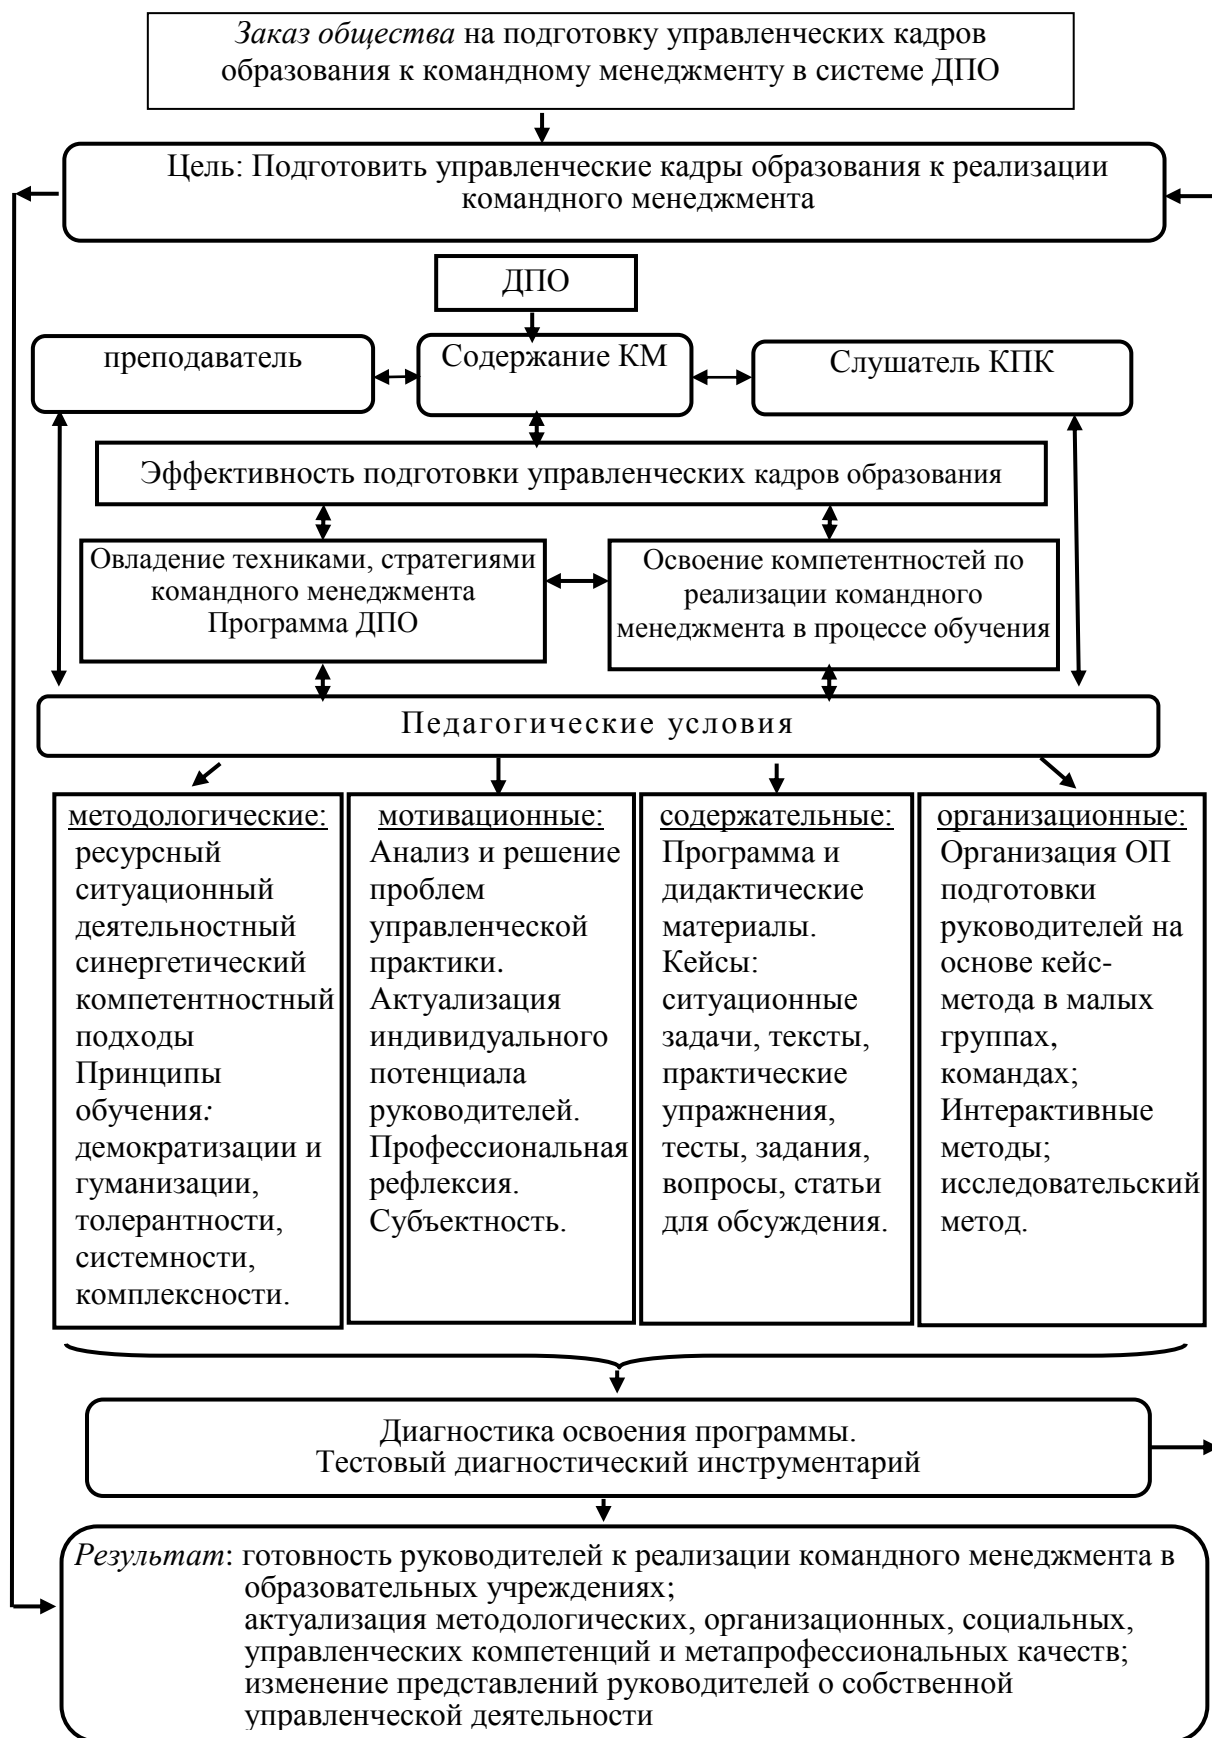 Заказ общества на подготовку управленческих кадров
образования к командному менеджменту в системе ДПО
Цель: Подготовить управленческие кадры образования к реализации
командного менеджмента
ДПО
преподаватель
Содержание КМ
Слушатель КПК
Эффективность подготовки управленческих кадров образования
Овладение техниками, стратегиями
командного менеджмента
Программа ДПО
Освоение компетентностей по
реализации командного
менеджмента в процессе обучения
Педагогические условия
методологические:
ресурсный
ситуационный
деятельностный
синергетический
компетентностный
подходы
Принципы
обучения:
демократизации и
гуманизации,
толерантности,
системности,
комплексности.
мотивационные:
Анализ и решение
проблем
управленческой
практики.
Актуализация
индивидуального
потенциала
руководителей.
Профессиональная
рефлексия.
Субъектность.
содержательные:
Программа и
дидактические
материалы.
Кейсы:
ситуационные
задачи, тексты,
практические
упражнения,
тесты, задания,
вопросы, статьи
для обсуждения.
организационные:
Организация ОП
подготовки
руководителей на
основе кейс-
метода в малых
группах,
командах;
Интерактивные
методы;
исследовательский
метод.
Диагностика освоения программы.
Тестовый диагностический инструментарий
Результат: готовность руководителей к реализации командного менеджмента в
образовательных учреждениях;
актуализация методологических, организационных, социальных,
управленческих компетенций и метапрофессиональных качеств;
изменение представлений руководителей о собственной
управленческой деятельности